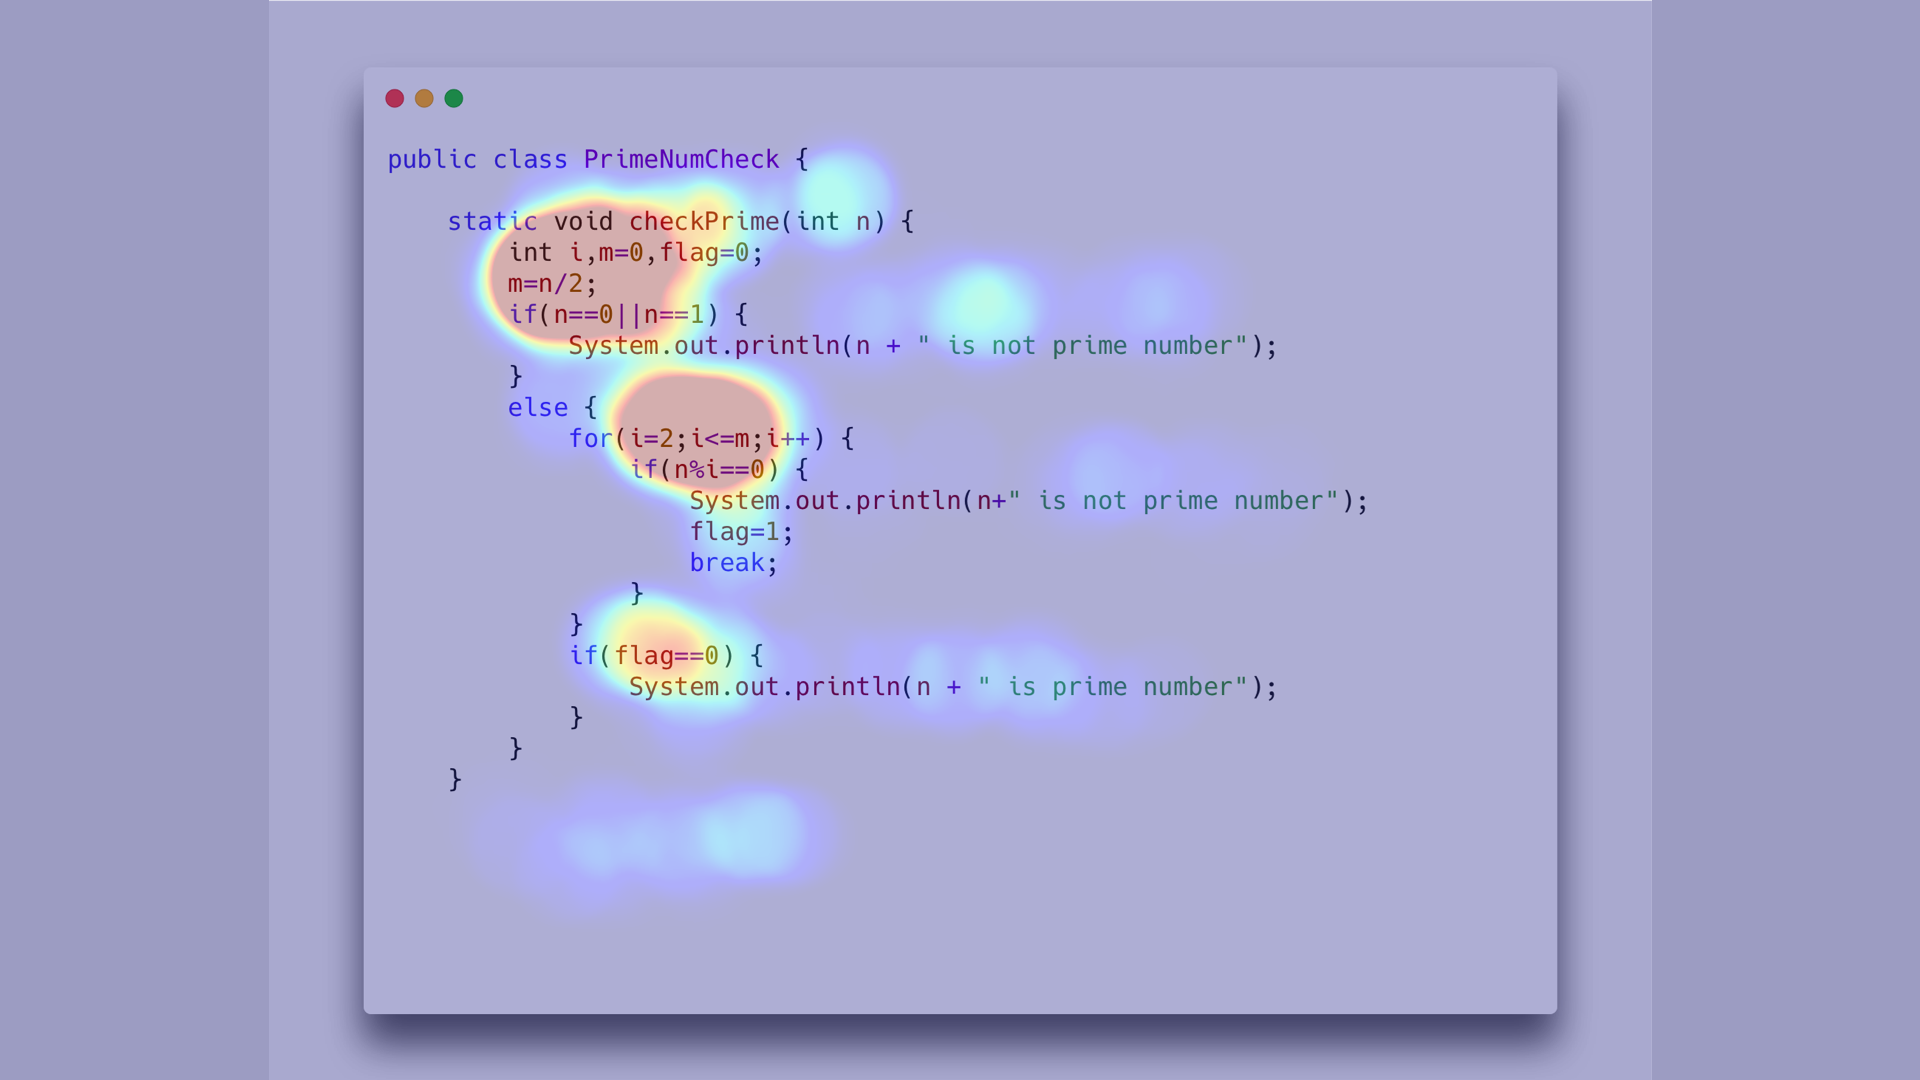 public class PrimeNumCheck {
static void checkPrime(int n) {
int i,m=0,flag=0;
m=n/2;
if(n==0||n==1) {
System.out.println(n + " is not prime number");
}
else {
for(i=2;i<=m;i++) {
if(n%i==0) {
System.out.println(n+" is not prime number");
flag=1;
break;
}
}
if(flag==0) {
System.out.println(n + " is prime number");
}
}
}